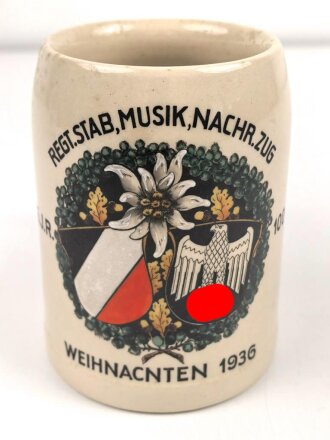 REGT.STAB,MUSIK,NACHR.ZUG
J.R.
WEIHNACNTEN 1936